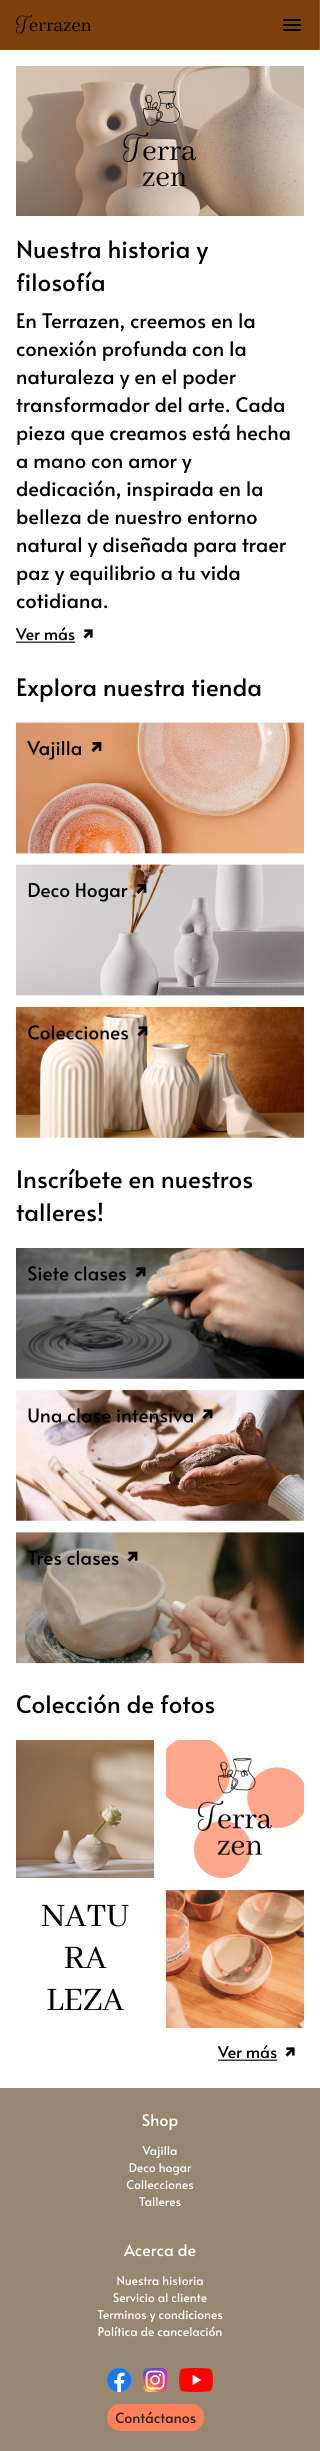 Terrazen
Terra
zen
Nuestra historia y
filosofía
En Terrazen, creemos en la
conexión profunda con la
naturaleza y en el poder
transformador del arte. Cada
pieza que creamos está hecha
a mano con amor y
dedicación, inspirada en la
belleza de nuestro entorno
natural y diseñada para traer
paz y equilibrio a tu vida
cotidiana.
Ver más
Explora nuestra tienda
Vajilla
Deco Hogar
Colecciones
Inscríbete en nuestros
talleres!
Siete clases
Una clase intensiva
Tres clases
Colección de fotos
Terra
zen
NATU
RA
LEZA
Ver más
Shop
Vajilla
Deco hogar
Collecciones
Talleres
Acerca de
Nuestra historia
Servicio al cliente
Terminos y condiciones
Política de cancelación
Contáctanos